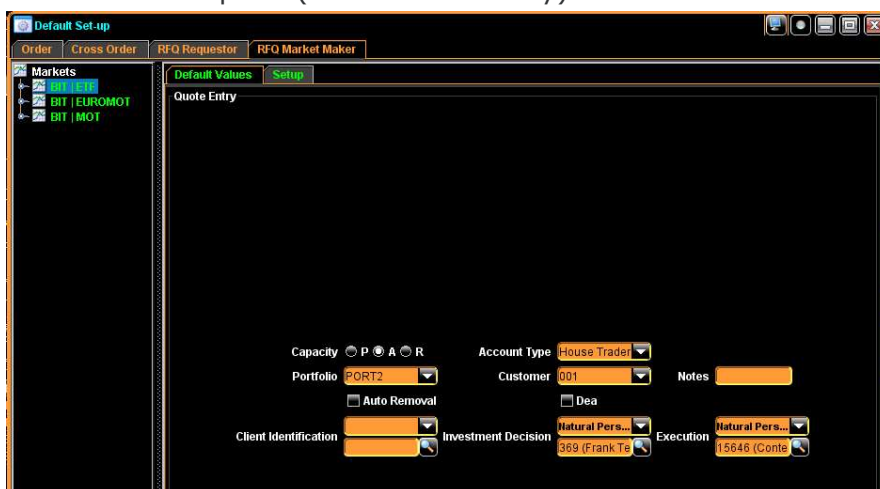 Default Set-up
Order Cross Order RFQ Requestor RFQ Market Maker
Markets
BIT | ETF
BIT | EUROMOT
BIT | MOT
Default Values Setup
Quote Entry
Capacity P A R Account Type House Trader
Portfolio PORT2 Customer 001 Notes
Auto Removal Dea
Natural Pers... Natural Pers...
Client Identification Investment Decision Execution
369 (Frank Te 15646 (Conte